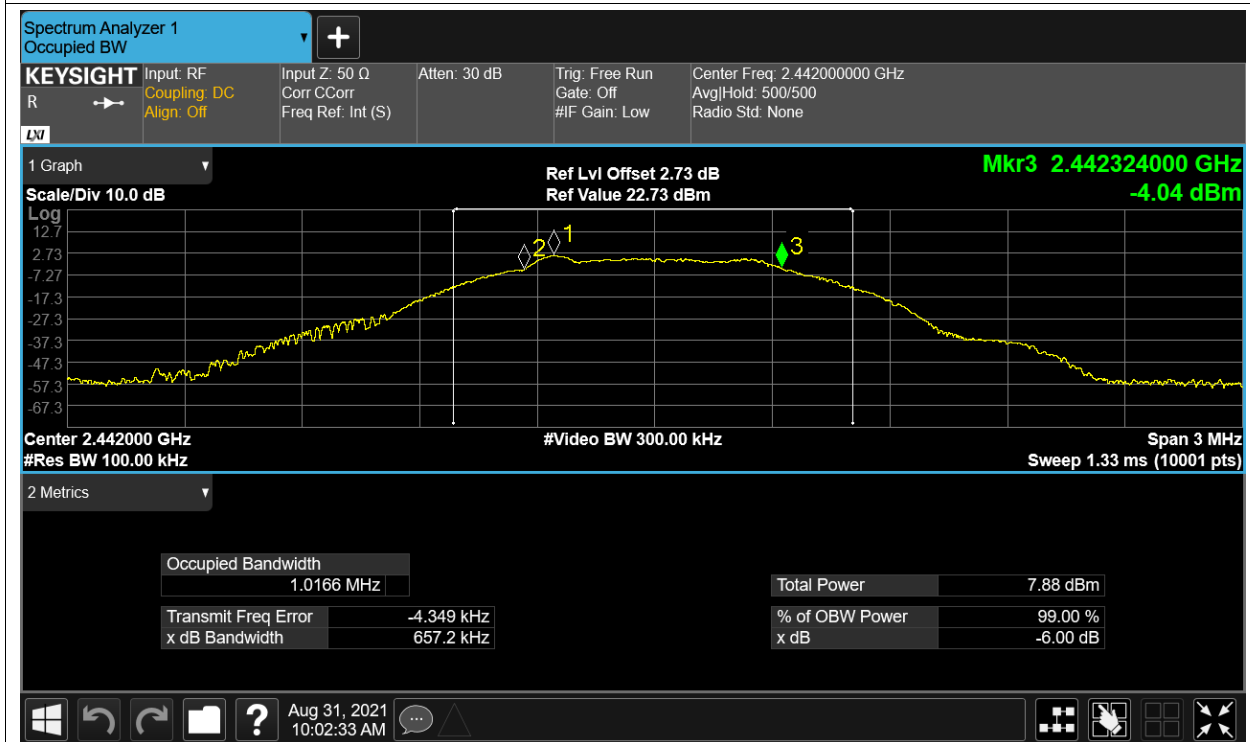 Spectrum Analyzer 1
Occupied BW
+
KEYSIGHT
R
LXI
Input: RF
Coupling: DC
Align: Off
Input Z: 50 Ω
Corr CCorr
Freq Ref: Int (S)
Atten: 30 dB
Trig: Free Run
Gate: Off
#IF Gain: Low
Center Freq: 2.442000000 GHz
Avg|Hold: 500/500
Radio Std: None
1 Graph
Scale/Div 10.0 dB
Ref Lvl Offset 2.73 dB
Ref Value 22.73 dBm
Mkr3 2.442324000 GHz
-4.04 dBm
Log
12.7
2.73
-7.27
-17.3
-27.3
-37.3
-47.3
-57.3
-67.3
2
1
3
Center 2.442000 GHz
#Res BW 100.00 kHz
#Video BW 300.00 kHz
Span 3 MHz
Sweep 1.33 ms (10001 pts)
2 Metrics
Occupied Bandwidth
1.0166 MHz
Transmit Freq Error -4.349 kHz
x dB Bandwidth 657.2 kHz
Total Power 7.88 dBm
% of OBW Power 99.00 %
x dB -6.00 dB
?
Aug 31, 2021
10:02:33 AM